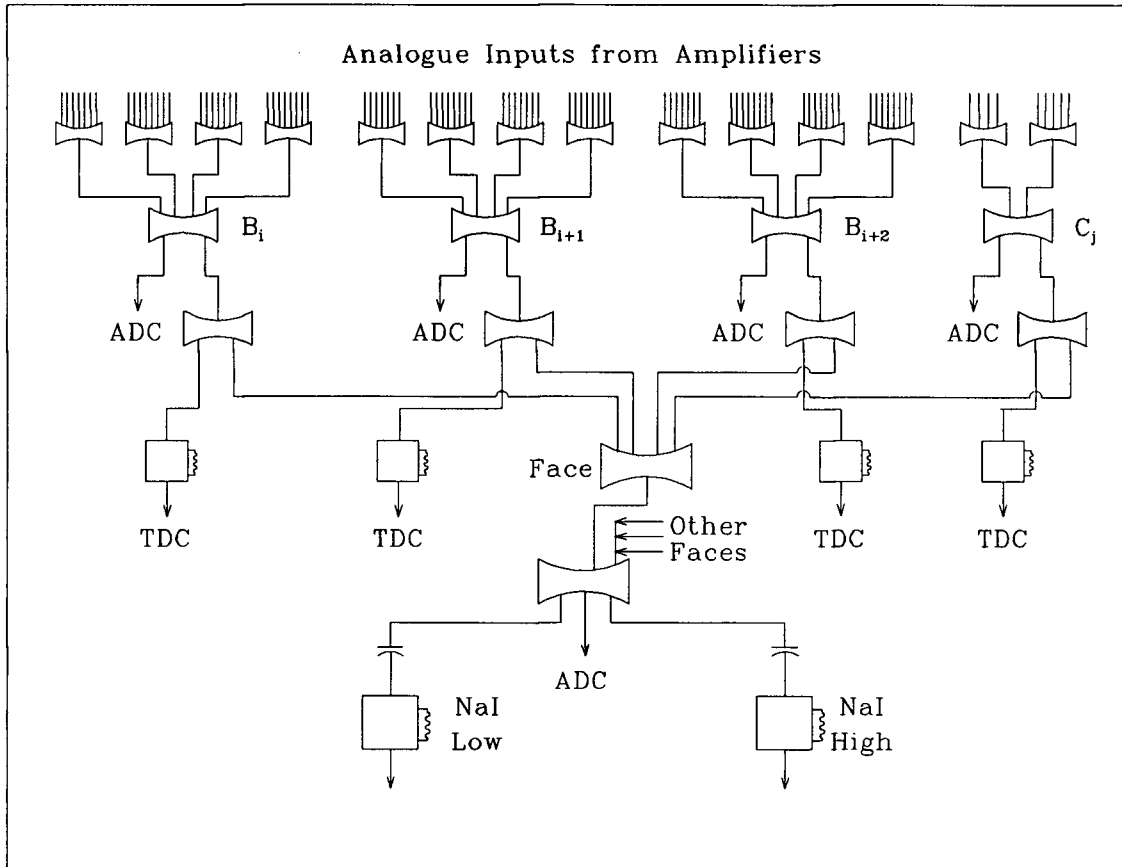 Analogue Inputs from Amplifiers
B_i
B_{i+1}
B_{i+2}
C_j
ADC
ADC
ADC
ADC
Face
TDC
TDC
TDC
TDC
Other
Faces
ADC
NaI
Low
NaI
High